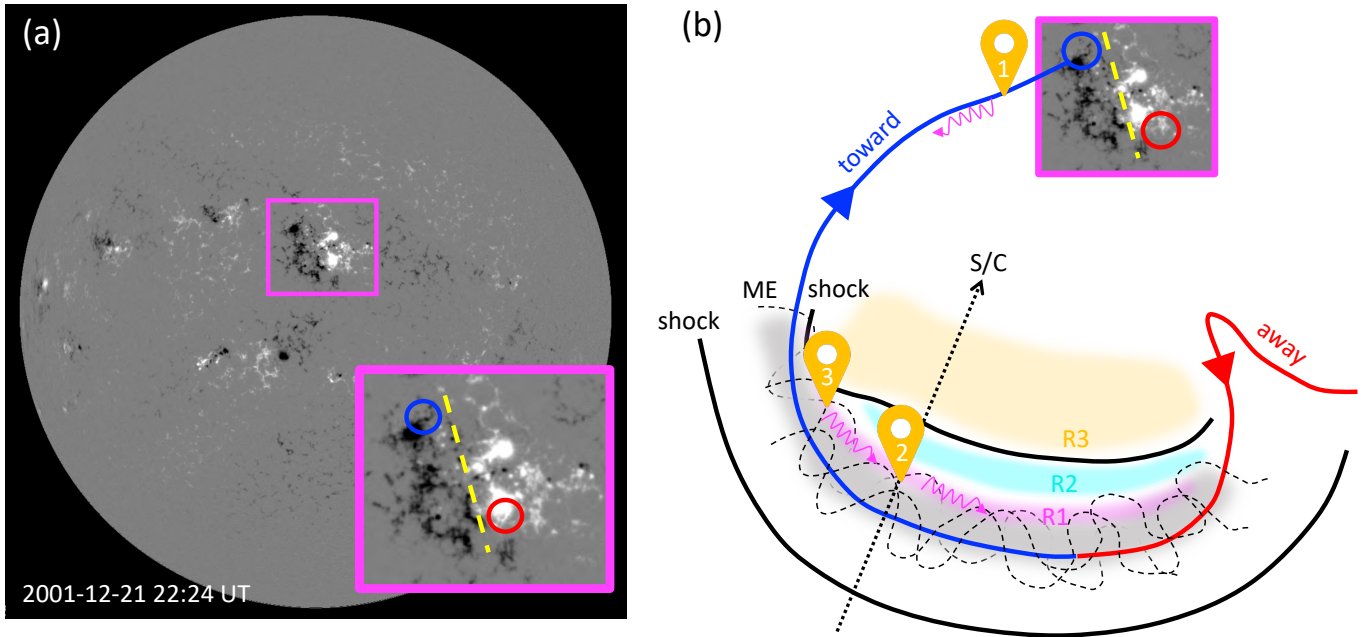 (a)
2001-12-21 22:24 UT
(b)
1
toward
S/C
ME
shock
shock
away
3
R3
2
R2
R1